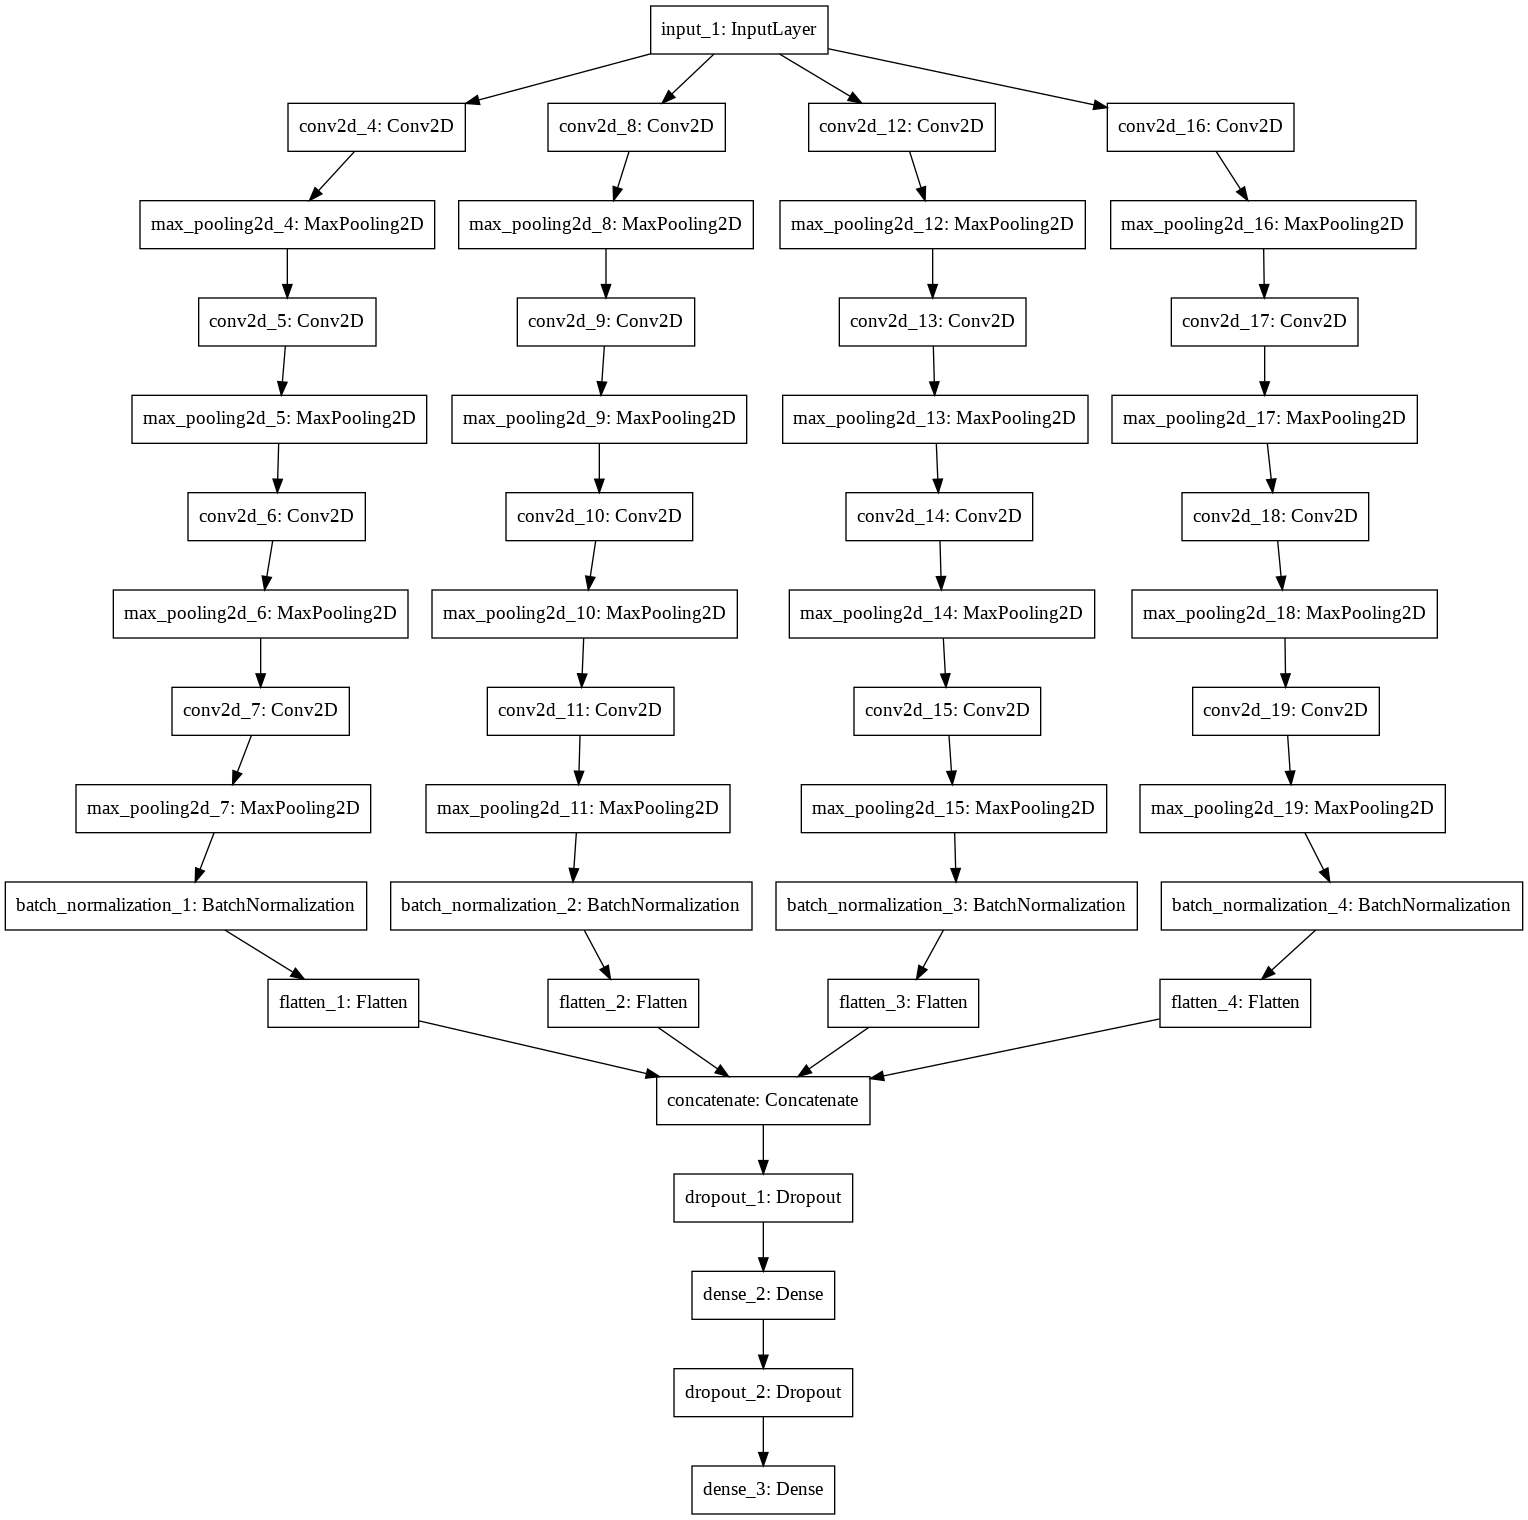 input_1: InputLayer
conv2d_4: Conv2D
conv2d_8: Conv2D
conv2d_12: Conv2D
conv2d_16: Conv2D
max_pooling2d_4: MaxPooling2D
max_pooling2d_8: MaxPooling2D
max_pooling2d_12: MaxPooling2D
max_pooling2d_16: MaxPooling2D
conv2d_5: Conv2D
conv2d_9: Conv2D
conv2d_13: Conv2D
conv2d_17: Conv2D
max_pooling2d_5: MaxPooling2D
max_pooling2d_9: MaxPooling2D
max_pooling2d_13: MaxPooling2D
max_pooling2d_17: MaxPooling2D
conv2d_6: Conv2D
conv2d_10: Conv2D
conv2d_14: Conv2D
conv2d_18: Conv2D
max_pooling2d_6: MaxPooling2D
max_pooling2d_10: MaxPooling2D
max_pooling2d_14: MaxPooling2D
max_pooling2d_18: MaxPooling2D
conv2d_7: Conv2D
conv2d_11: Conv2D
conv2d_15: Conv2D
conv2d_19: Conv2D
max_pooling2d_7: MaxPooling2D
max_pooling2d_11: MaxPooling2D
max_pooling2d_15: MaxPooling2D
max_pooling2d_19: MaxPooling2D
batch_normalization_1: BatchNormalization
batch_normalization_2: BatchNormalization
batch_normalization_3: BatchNormalization
batch_normalization_4: BatchNormalization
flatten_1: Flatten
flatten_2: Flatten
flatten_3: Flatten
flatten_4: Flatten
concatenate: Concatenate
dropout_1: Dropout
dense_2: Dense
dropout_2: Dropout
dense_3: Dense